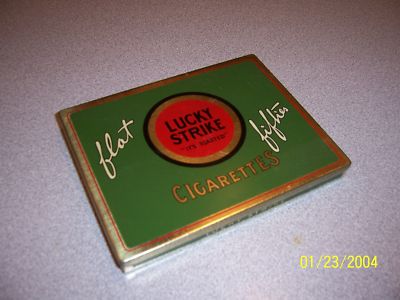 flat
LUCKY
STRIKE
"IT'S TOASTED"
fifties
CIGARETTES
01/23/2004